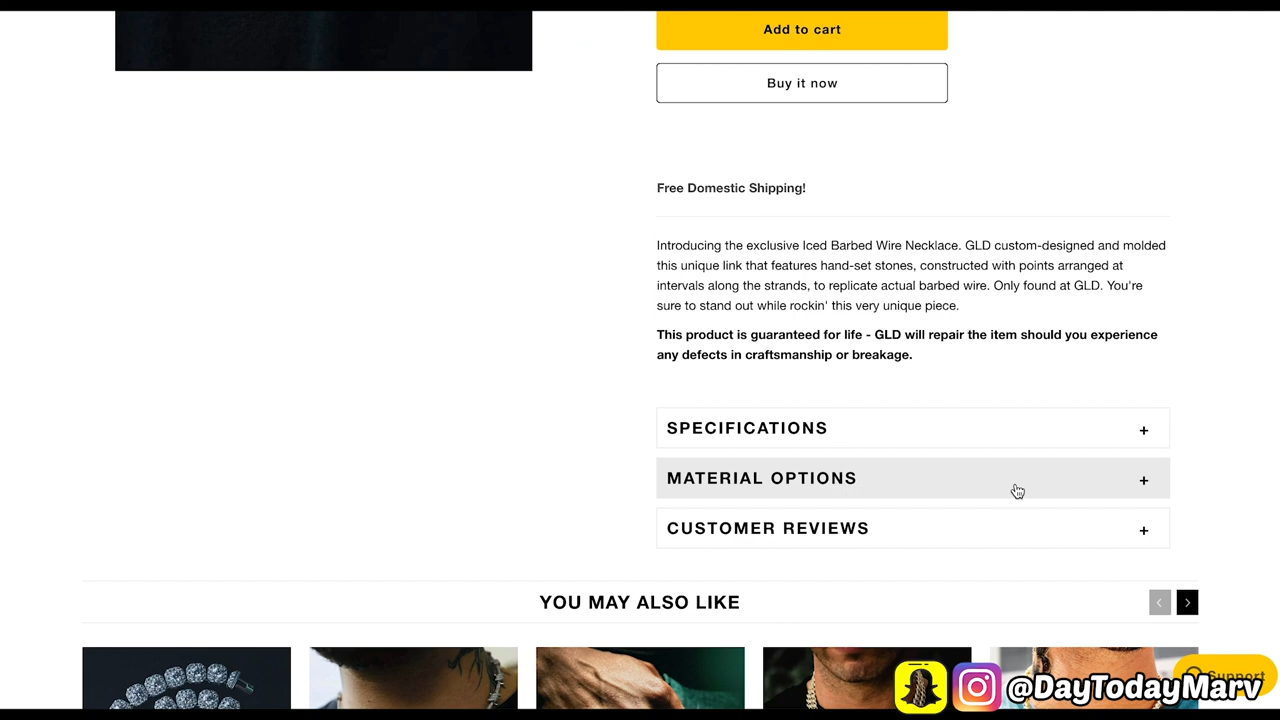 Add to cart
Buy it now
Free Domestic Shipping!
Introducing the exclusive Iced Barbed Wire Necklace. GLD custom-designed and molded
this unique link that features hand-set stones, constructed with points arranged at
intervals along the strands, to replicate actual barbed wire. Only found at GLD. You're
sure to stand out while rockin' this very unique piece.
This product is guaranteed for life - GLD will repair the item should you experience
any defects in craftsmanship or breakage.
SPECIFICATIONS +
MATERIAL OPTIONS +
CUSTOMER REVIEWS +
YOU MAY ALSO LIKE
Support
@DayTodayMarv